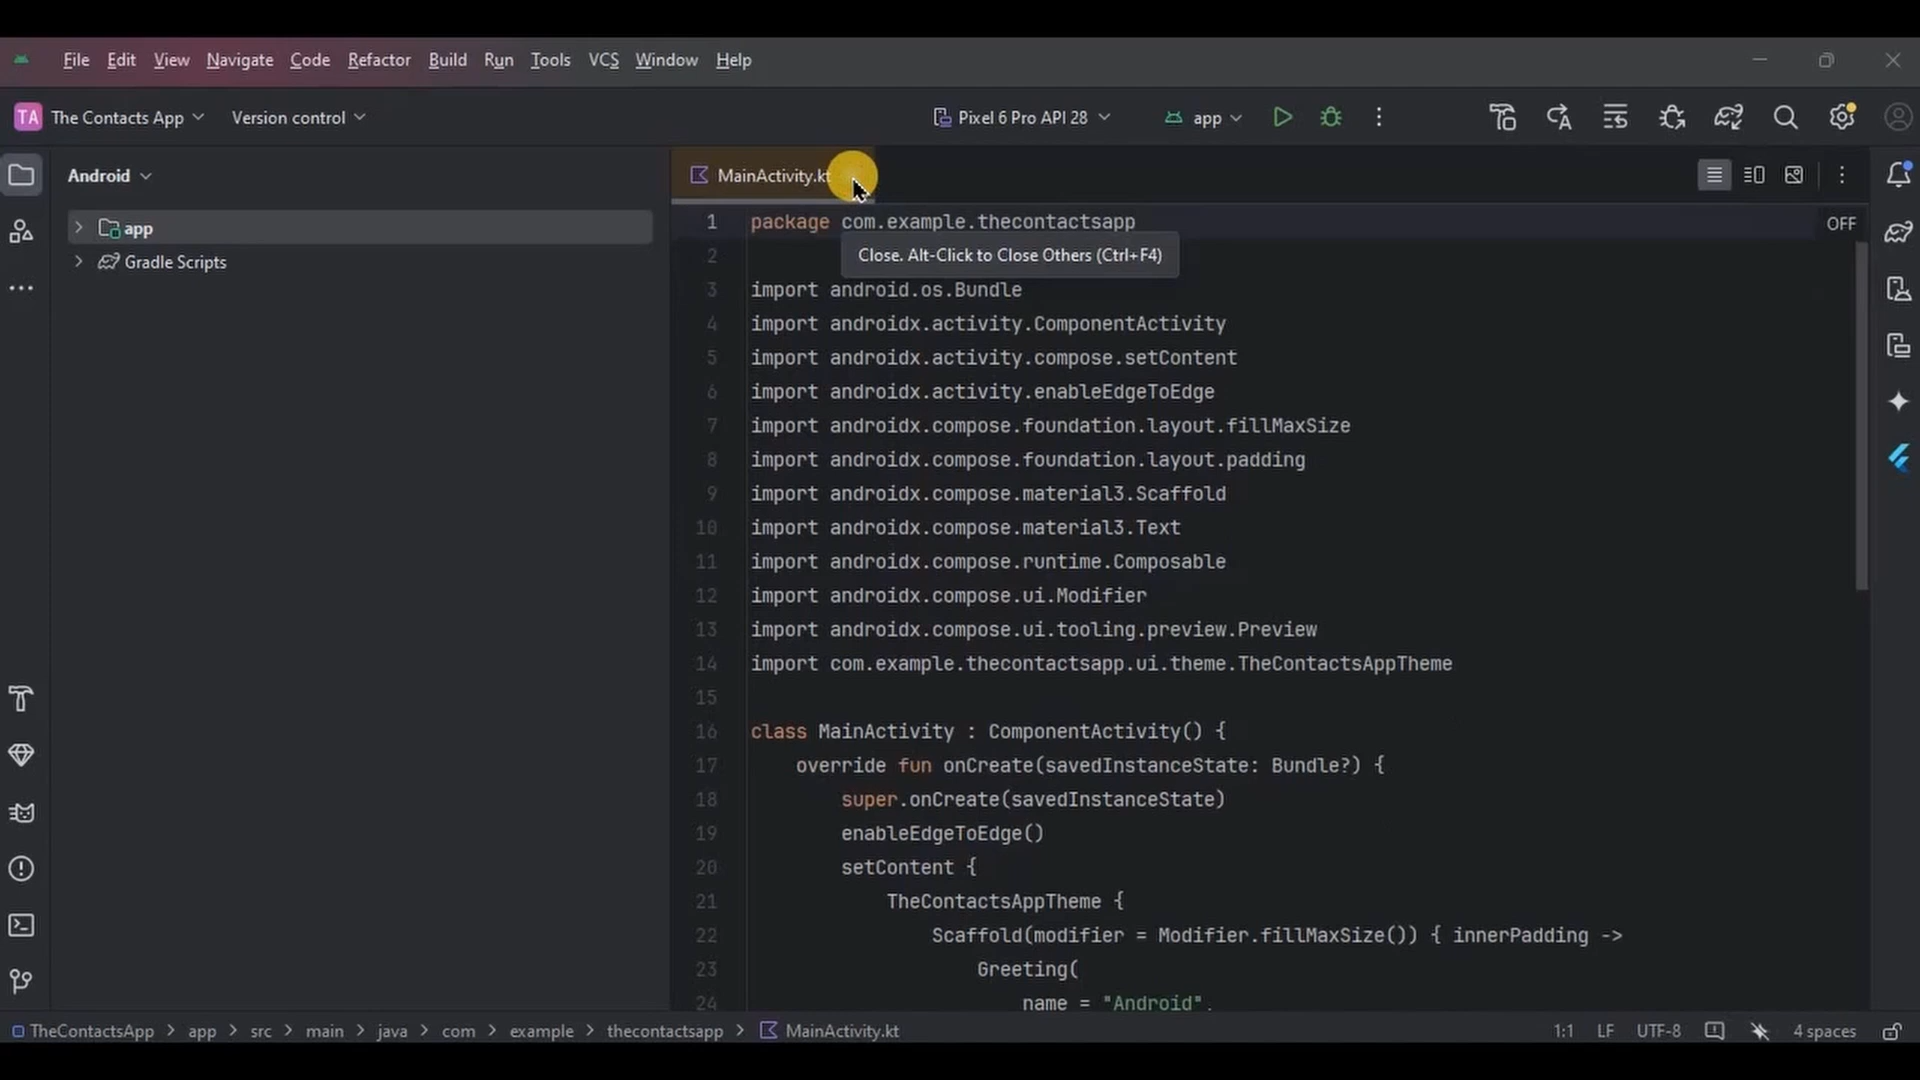 File Edit View Navigate Code Refactor Build Run Tools VCS Window Help
TA The Contacts App Version control Pixel 6 Pro API 28 app
Android
MainActivity.kt
app
Gradle Scripts
OFF
Close. Alt-Click to Close Others (Ctrl+F4)
1 package com.example.thecontactsapp
2
3 import android.os.Bundle
4 import androidx.activity.ComponentActivity
5 import androidx.activity.compose.setContent
6 import androidx.activity.enableEdgeToEdge
7 import androidx.compose.foundation.layout.fillMaxSize
8 import androidx.compose.foundation.layout.padding
9 import androidx.compose.material3.Scaffold
10 import androidx.compose.material3.Text
11 import androidx.compose.runtime.Composable
12 import androidx.compose.ui.Modifier
13 import androidx.compose.ui.tooling.preview.Preview
14 import com.example.thecontactsapp.ui.theme.TheContactsAppTheme
15
16 class MainActivity : ComponentActivity() {
17 override fun onCreate(savedInstanceState: Bundle?) {
18 super.onCreate(savedInstanceState)
19 enableEdgeToEdge()
20 setContent {
21 TheContactsAppTheme {
22 Scaffold(modifier = Modifier.fillMaxSize()) { innerPadding ->
23 Greeting(
24 name = "Android",
TheContactsApp > app > src > main > java > com > example > thecontactsapp > MainActivity.kt 1:1 LF UTF-8 4 spaces